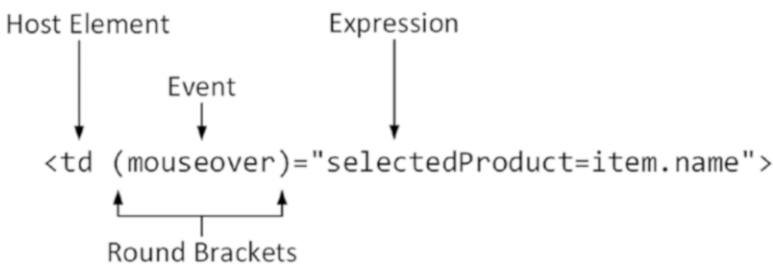 Host Element Expression
Event
<td (mouseover)="selectedProduct=item.name">
Round Brackets